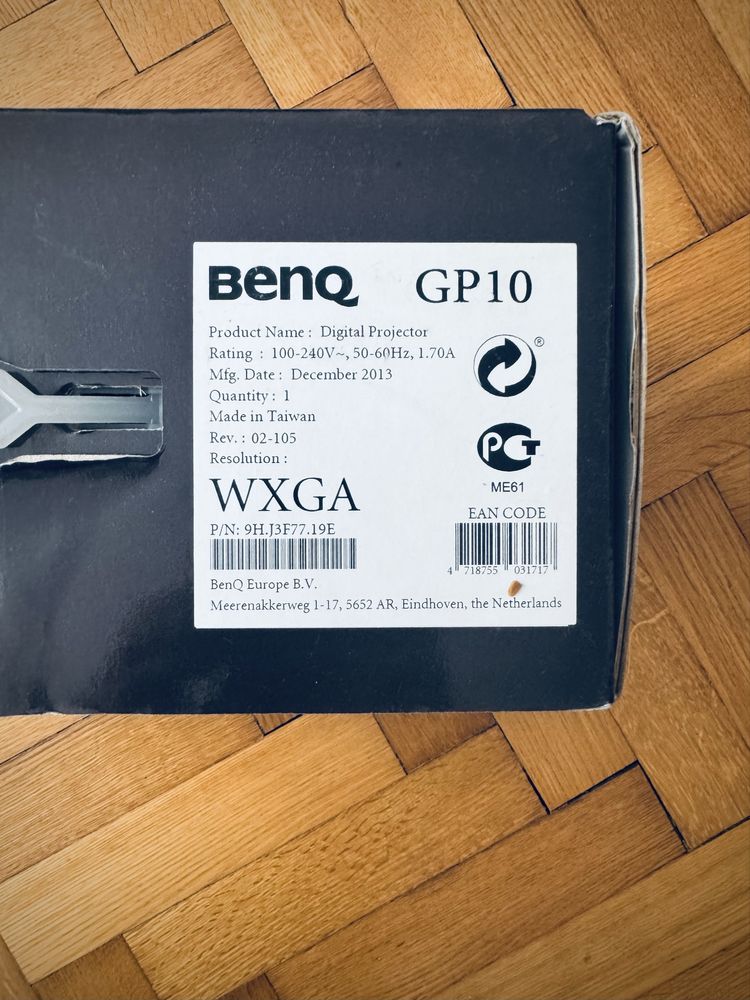 BenQ GP10
Product Name : Digital Projector
Rating : 100-240V~, 50-60Hz, 1.70A
Mfg. Date : December 2013
Quantity : 1
Made in Taiwan
Rev. : 02-105
Resolution :
WXGA
P/N: 9H.J3F77.19E
BenQ Europe B.V.
Meerenakkerweg 1-17, 5652 AR, Eindhoven, the Netherlands
®
РСТ
ME61
EAN CODE
4 718755 031717